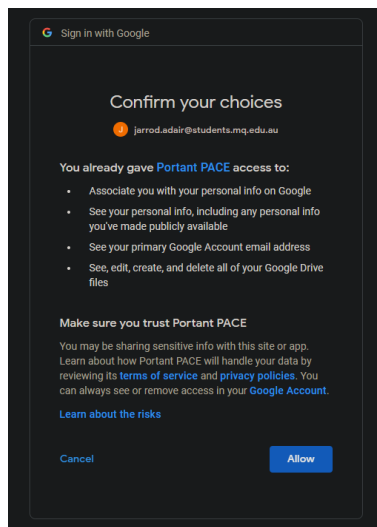 Sign in with Google
Confirm your choices
J jarrod.adair@students.mq.edu.au
You already gave Portant PACE access to:
• Associate you with your personal info on Google
• See your personal info, including any personal info
you've made publicly available
• See your primary Google Account email address
• See, edit, create, and delete all of your Google Drive
files
Make sure you trust Portant PACE
You may be sharing sensitive info with this site or app.
Learn about how Portant PACE will handle your data by
reviewing its terms of service and privacy policies. You
can always see or remove access in your Google Account.
Learn about the risks
Cancel
Allow